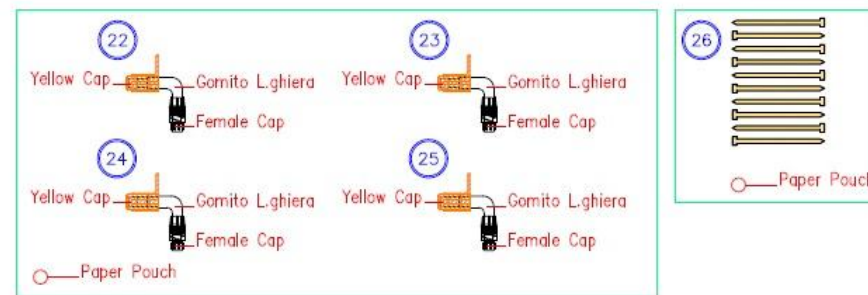 22
Yellow Cap
Gomito L.ghiera
Female Cap
23
Yellow Cap
Gomito L.ghiera
Female Cap
24
Yellow Cap
Gomito L.ghiera
Female Cap
25
Yellow Cap
Gomito L.ghiera
Female Cap
Paper Pouch
26
Paper Pouch